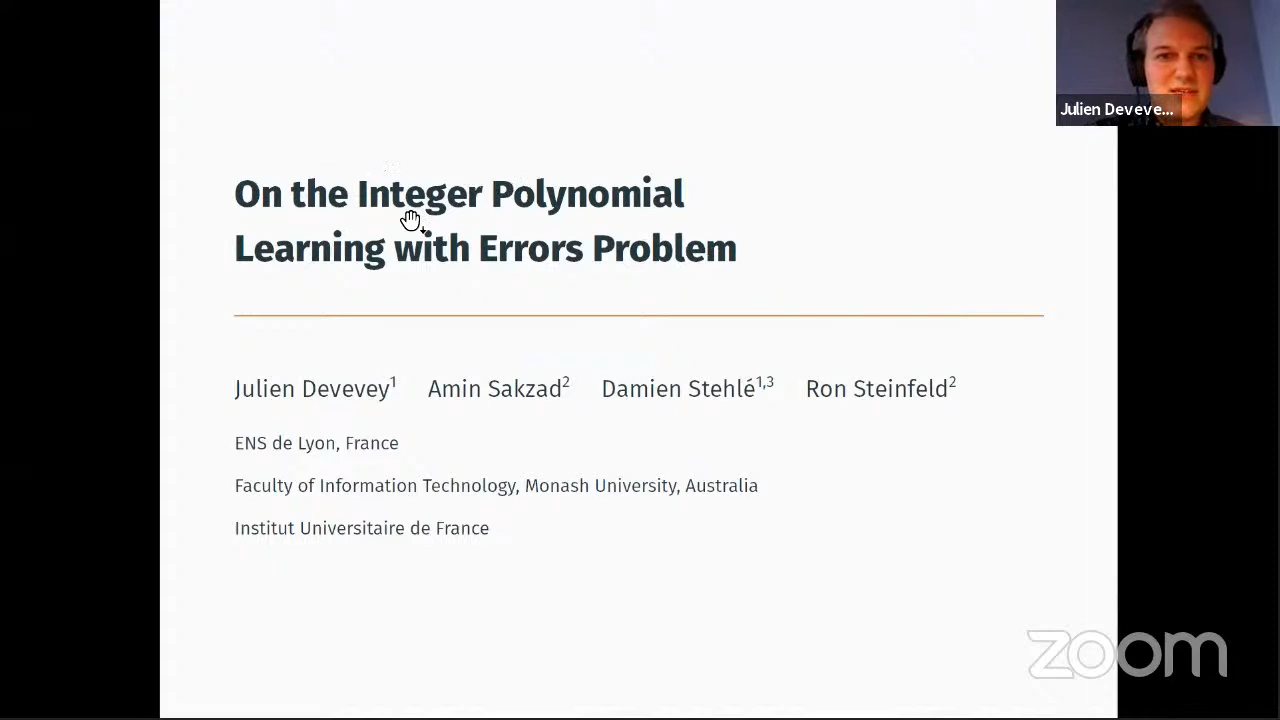 Julien Deveve...
On the Integer Polynomial
Learning with Errors Problem
Julien Devevey¹ Amin Sakzad² Damien Stehlé¹,³ Ron Steinfeld²
ENS de Lyon, France
Faculty of Information Technology, Monash University, Australia
Institut Universitaire de France
zoom